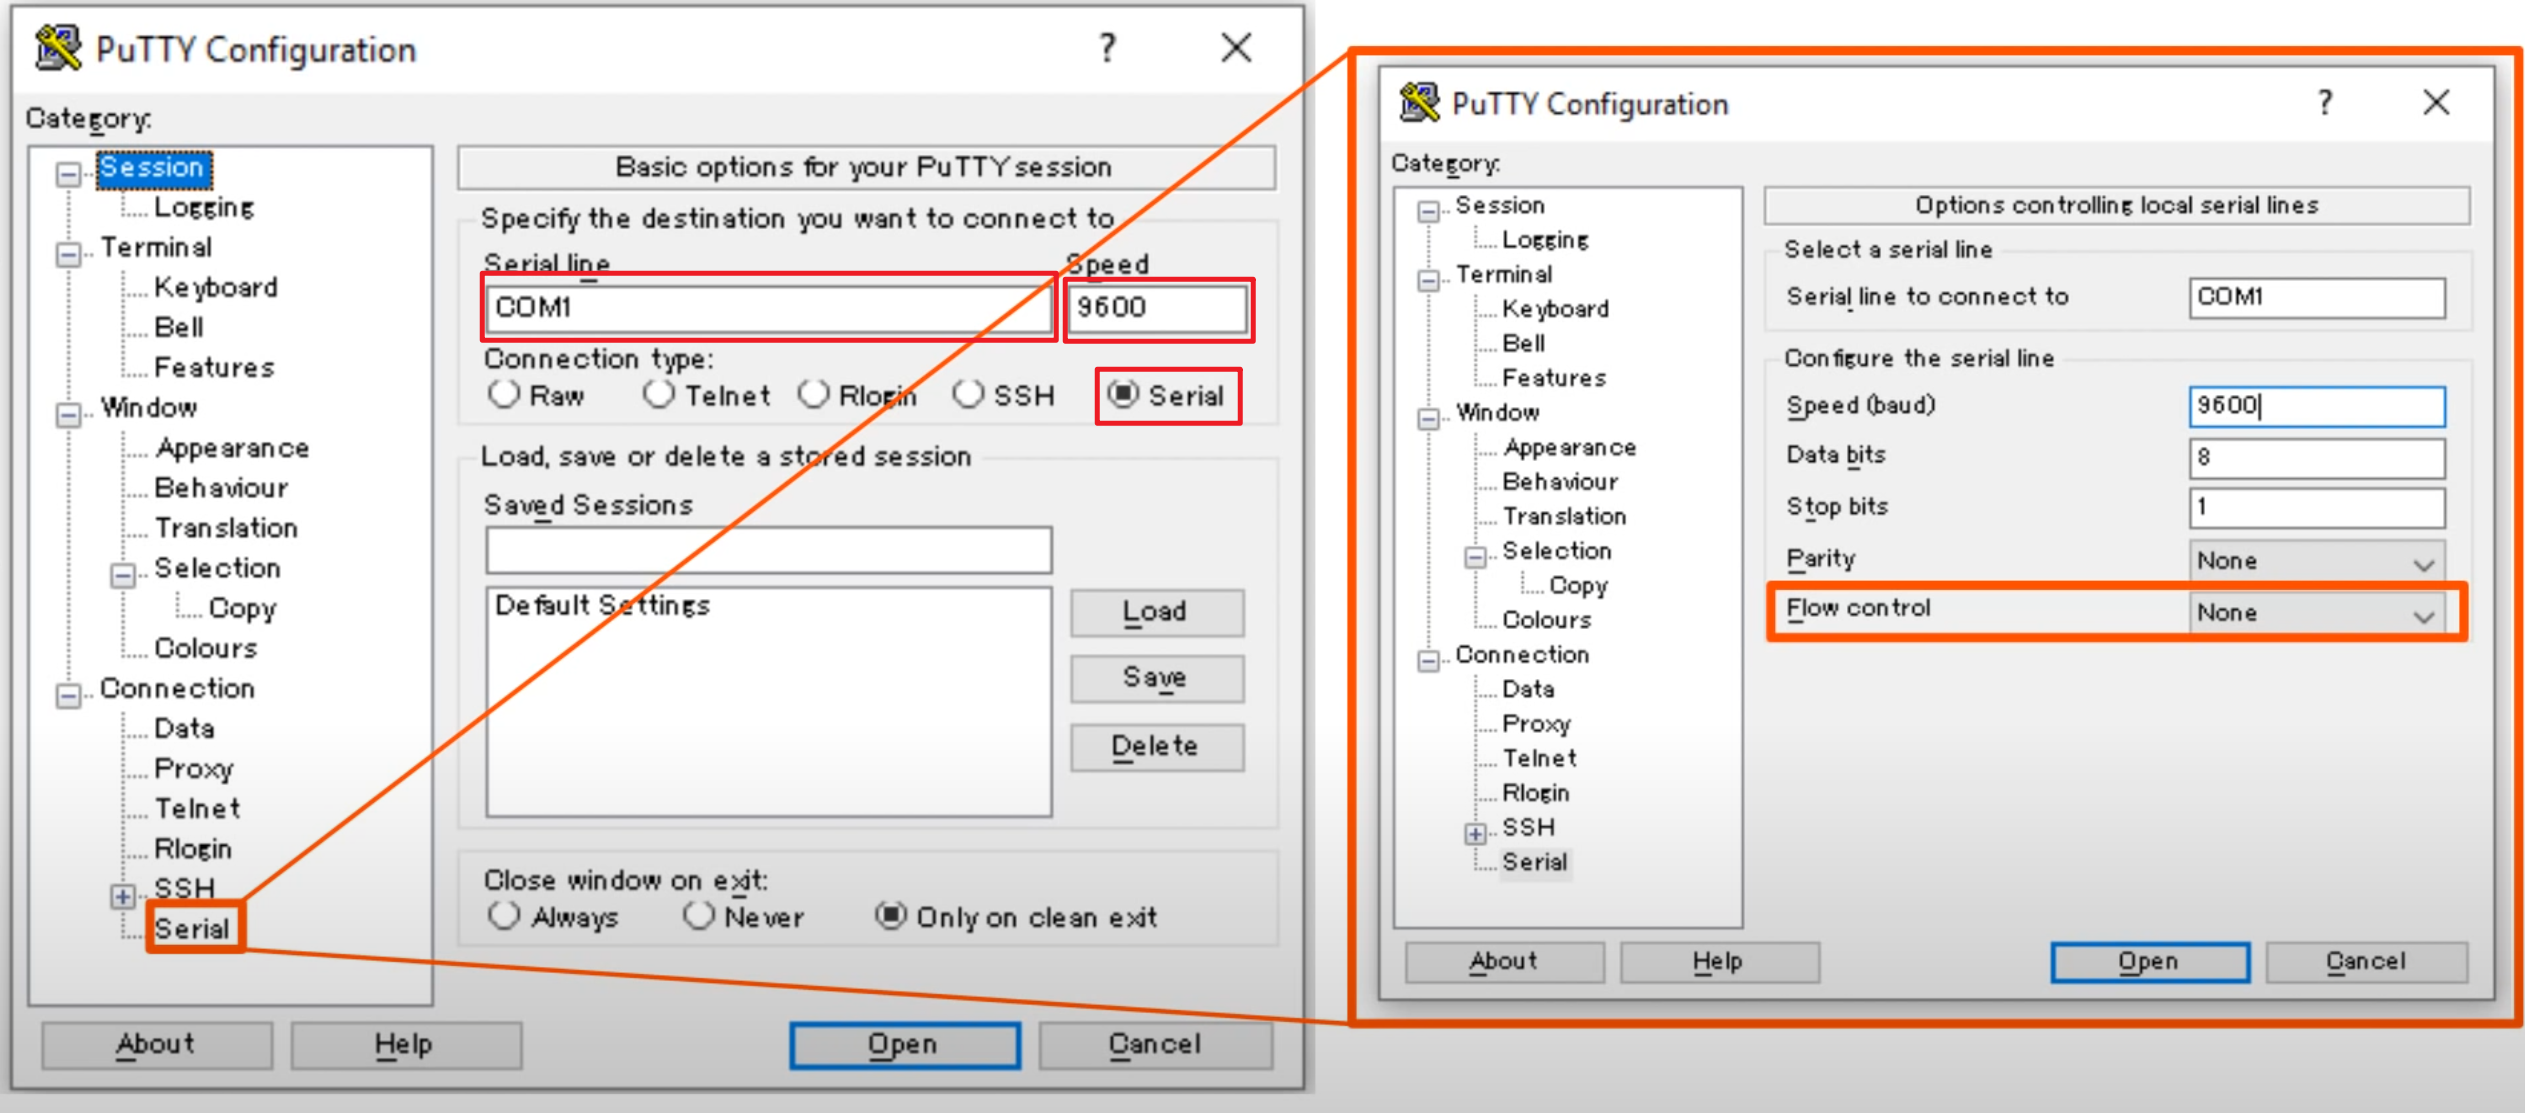 PuTTY Configuration
?
Category:
Session
Logging
Terminal
Keyboard
Bell
Features
Window
Appearance
Behaviour
Translation
Selection
Copy
Colours
Connection
Data
Proxy
Telnet
Rlogin
SSH
Serial
Basic options for your PuTTY session
Specify the destination you want to connect to
Serial line Speed
COM1 9600
Connection type:
Raw Telnet Rlogin SSH Serial
Load, save or delete a stored session
Saved Sessions
Default Settings
Load
Save
Delete
Close window on exit:
Always Never Only on clean exit
About Help Open Cancel
PuTTY Configuration
?
Category:
Session
Logging
Terminal
Keyboard
Bell
Features
Window
Appearance
Behaviour
Translation
Selection
Copy
Colours
Connection
Data
Proxy
Telnet
Rlogin
SSH
Serial
Options controlling local serial lines
Select a serial line
Serial line to connect to COM1
Configure the serial line
Speed (baud) 9600
Data bits 8
Stop bits 1
Parity None
Flow control None
About Help Open Cancel